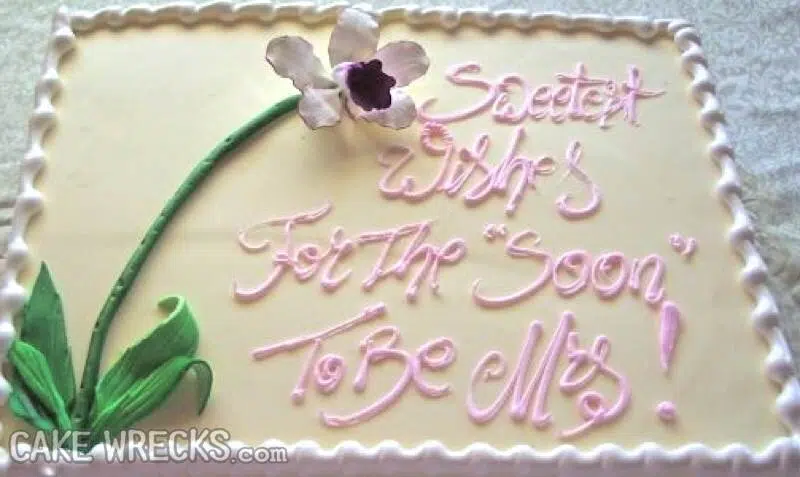 Sweetest
Wishes
For The "Soon"
To Be Mrs!
CAKE WRECKS.com